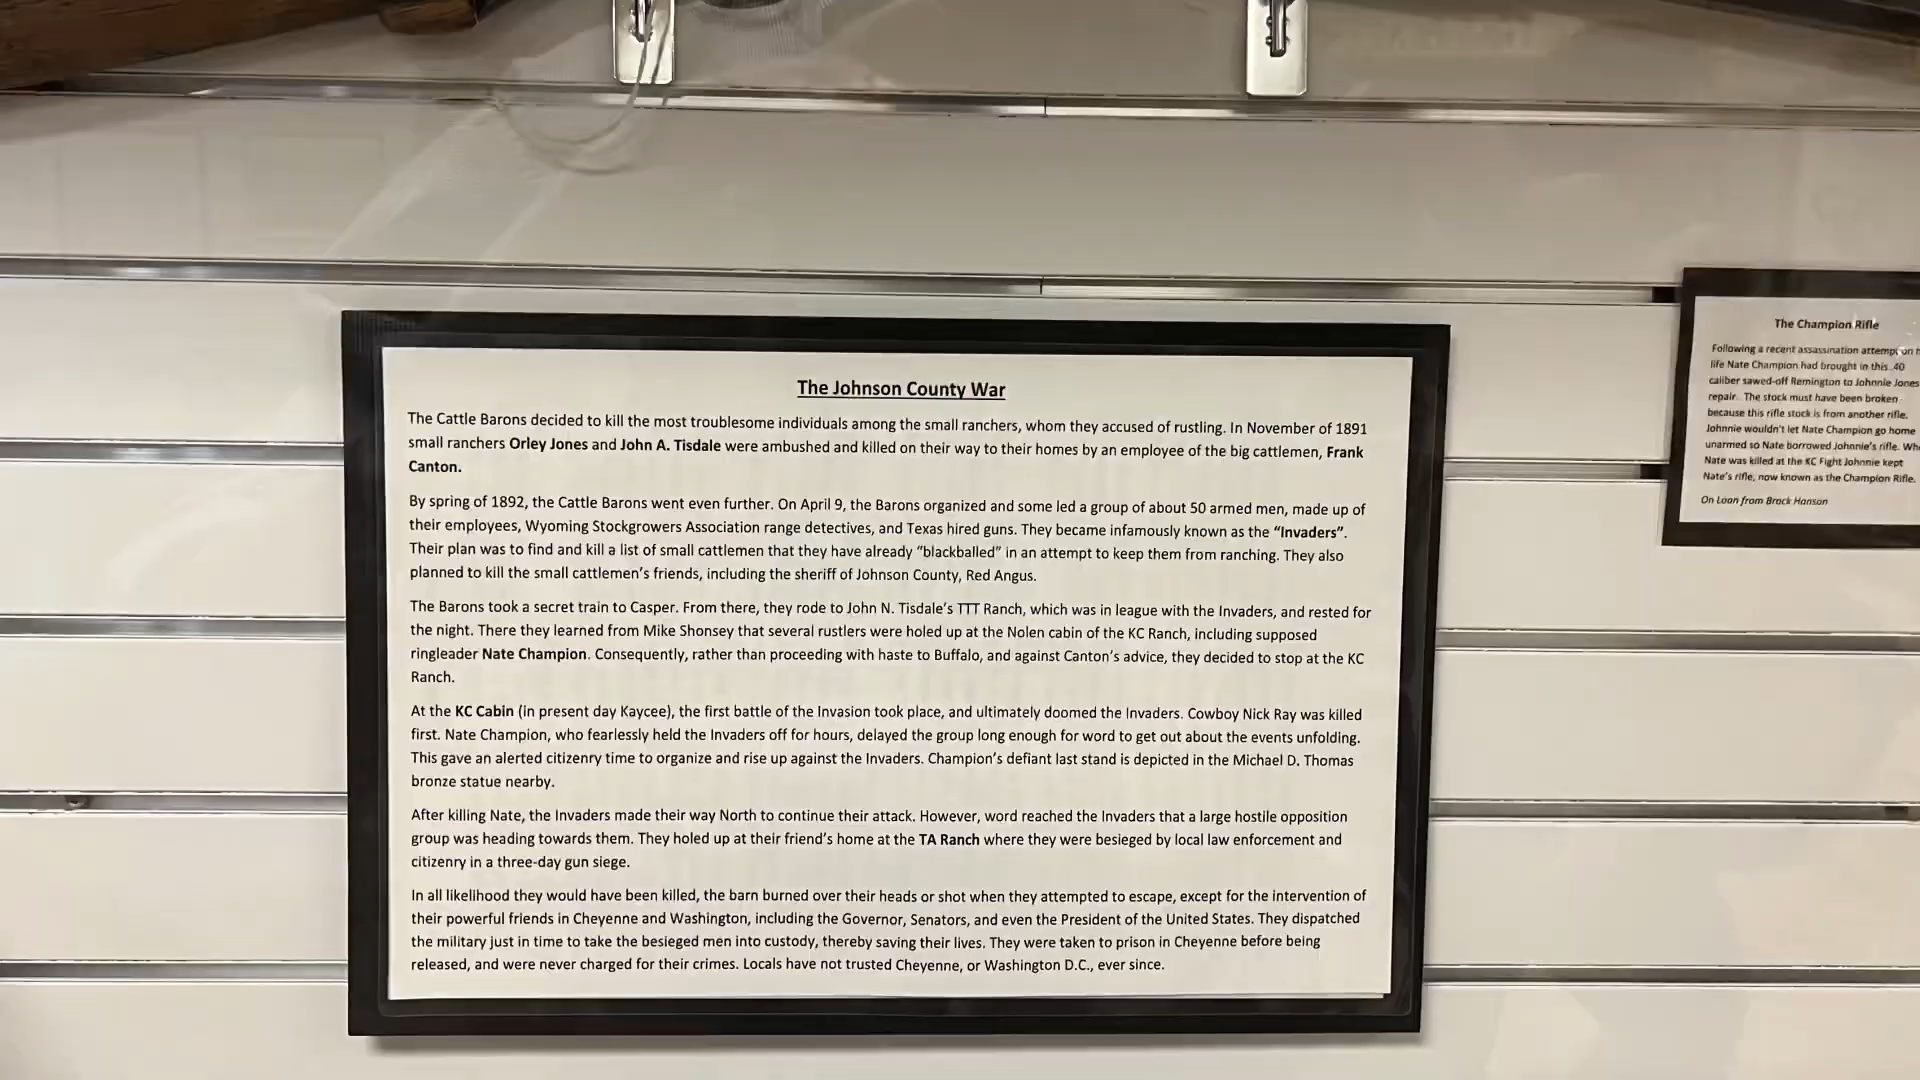 The Johnson County War
The Cattle Barons decided to kill the most troublesome individuals among the small ranchers, whom they accused of rustling. In November of 1891
small ranchers Orley Jones and John A. Tisdale were ambushed and killed on their way to their homes by an employee of the big cattlemen, Frank
Canton.
By spring of 1892, the Cattle Barons went even further. On April 9, the Barons organized and some led a group of about 50 armed men, made up of
their employees, Wyoming Stockgrowers Association range detectives, and Texas hired guns. They became infamously known as the “Invaders”.
Their plan was to find and kill a list of small cattlemen that they have already “blackballed” in an attempt to keep them from ranching. They also
planned to kill the small cattlemen’s friends, including the sheriff of Johnson County, Red Angus.
The Barons took a secret train to Casper. From there, they rode to John N. Tisdale’s TTT Ranch, which was in league with the Invaders, and rested for
the night. There they learned from Mike Shonsey that several rustlers were holed up at the Nolen cabin of the KC Ranch, including supposed
ringleader Nate Champion. Consequently, rather than proceeding with haste to Buffalo, and against Canton’s advice, they decided to stop at the KC
Ranch.
At the KC Cabin (in present day Kaycee), the first battle of the Invasion took place, and ultimately doomed the Invaders. Cowboy Nick Ray was killed
first. Nate Champion, who fearlessly held the Invaders off for hours, delayed the group long enough for word to get out about the events unfolding.
This gave an alerted citizenry time to organize and rise up against the Invaders. Champion’s defiant last stand is depicted in the Michael D. Thomas
bronze statue nearby.
After killing Nate, the Invaders made their way North to continue their attack. However, word reached the Invaders that a large hostile opposition
group was heading towards them. They holed up at their friend’s home at the TA Ranch where they were besieged by local law enforcement and
citizenry in a three-day gun siege.
In all likelihood they would have been killed, the barn burned over their heads or shot when they attempted to escape, except for the intervention of
their powerful friends in Cheyenne and Washington, including the Governor, Senators, and even the President of the United States. They dispatched
the military just in time to take the besieged men into custody, thereby saving their lives. They were taken to prison in Cheyenne before being
released, and were never charged for their crimes. Locals have not trusted Cheyenne, or Washington D.C., ever since.
The Champion Rifle
Following a recent assassination attempt on
life Nate Champion had brought in this .40
caliber sawed-off Remington to Johnnie Jones
repair. The stock must have been broken
because this rifle stock is from another rifle.
Johnnie wouldn’t let Nate Champion go home
unarmed so Nate borrowed Johnnie’s rifle.
Nate was killed at the KC Fight Johnnie kept
Nate’s rifle, now known as the Champion Rifle.
On Loan from Brock Hanson